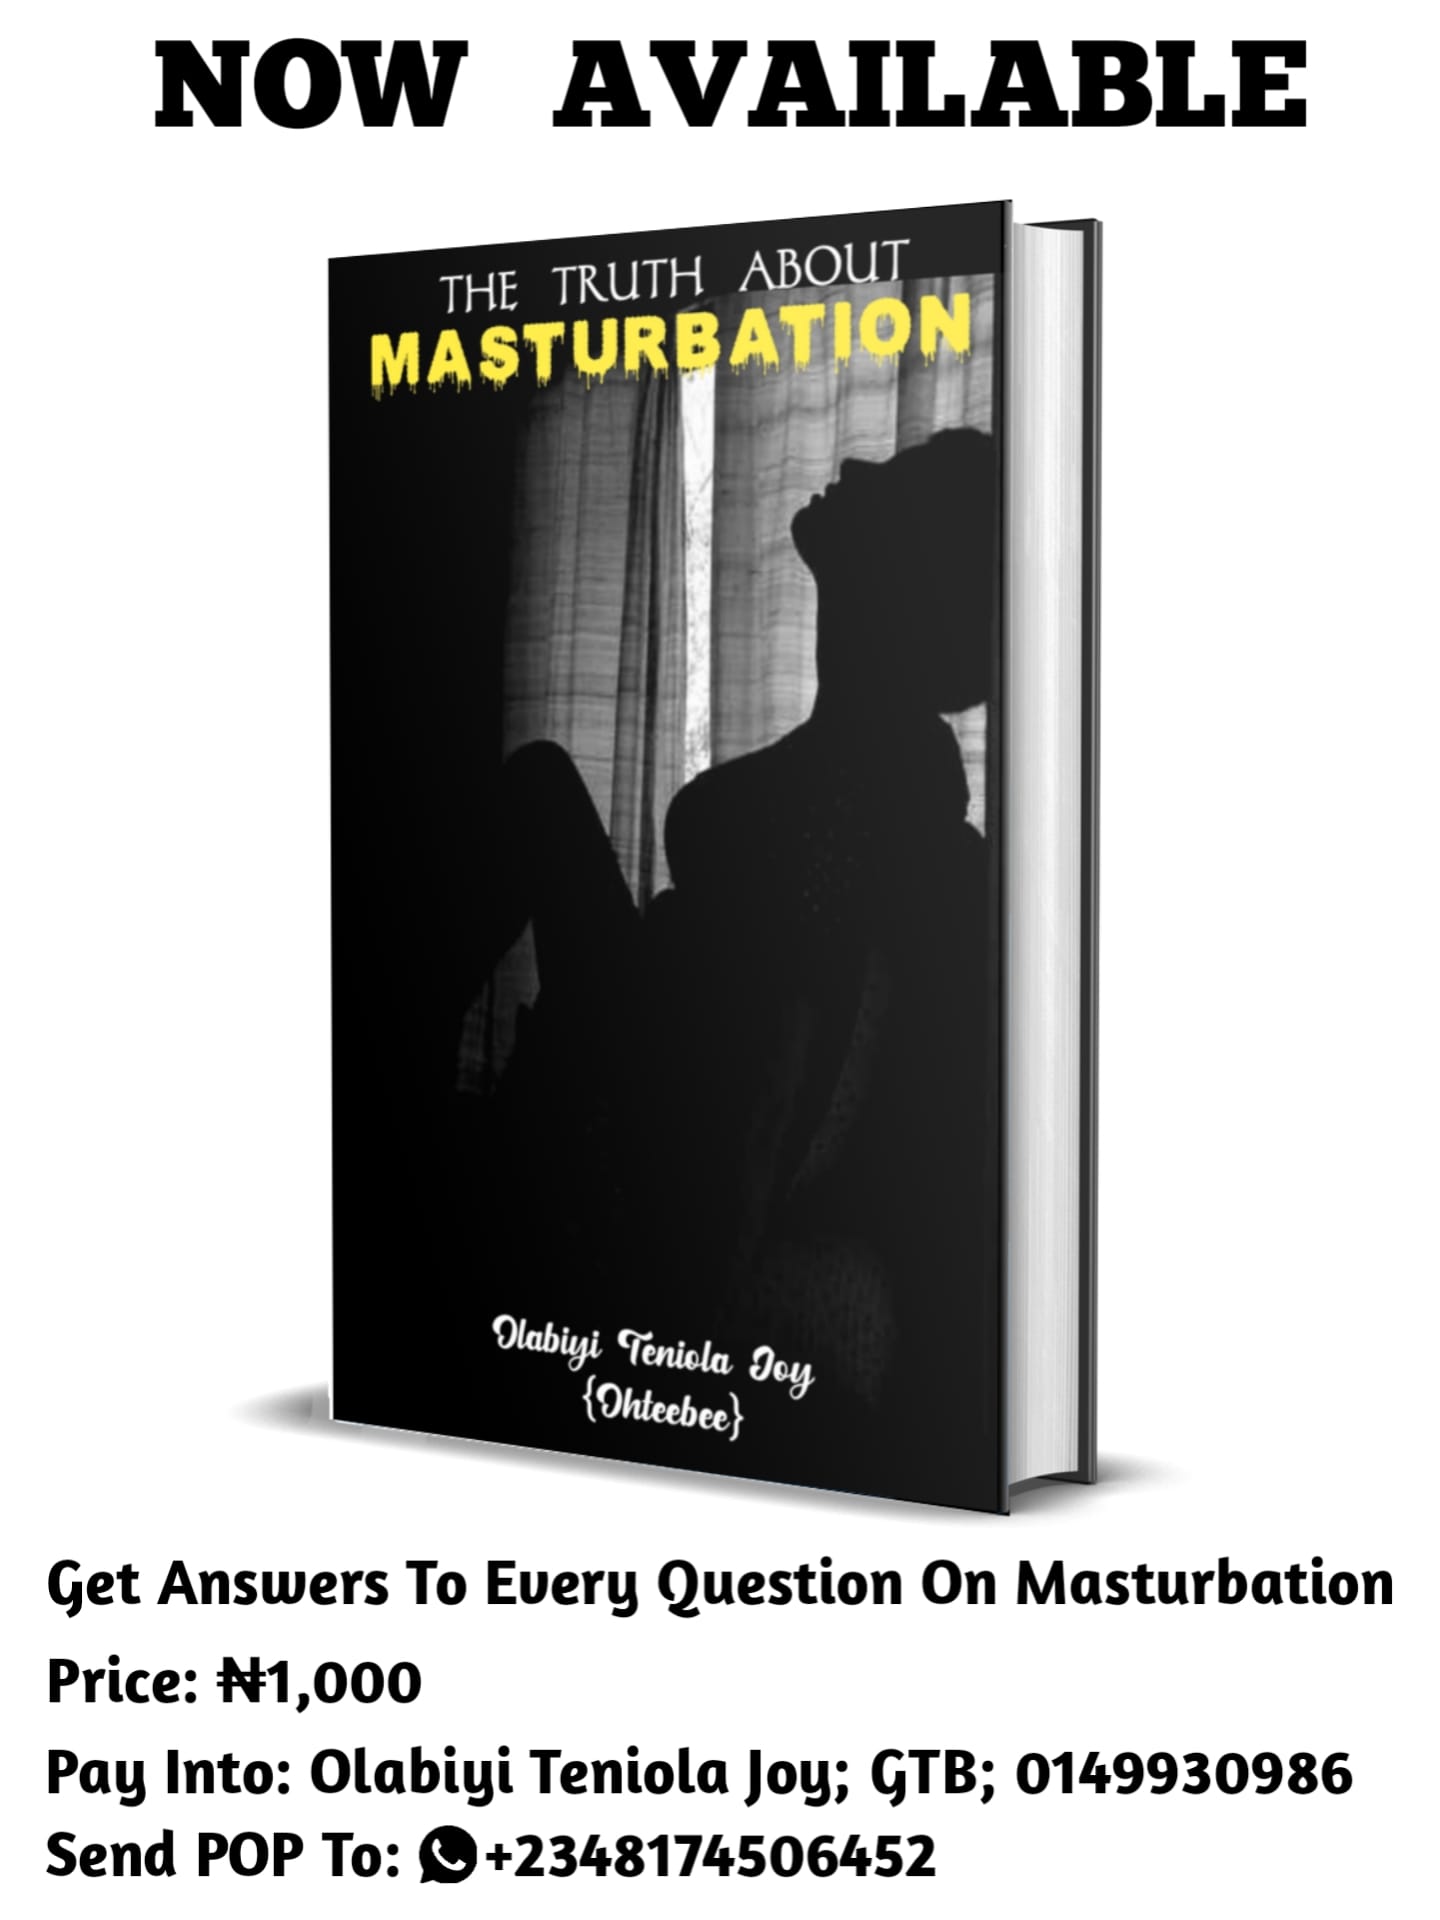 NOW AVAILABLE
THE TRUTH ABOUT
MASTURBATION
Olabiyi Teniola Joy
{Ohteebee}
Get Answers To Every Question On Masturbation
Price: ₦1,000
Pay Into: Olabiyi Teniola Joy; GTB; 0149930986
Send POP To: +2348174506452